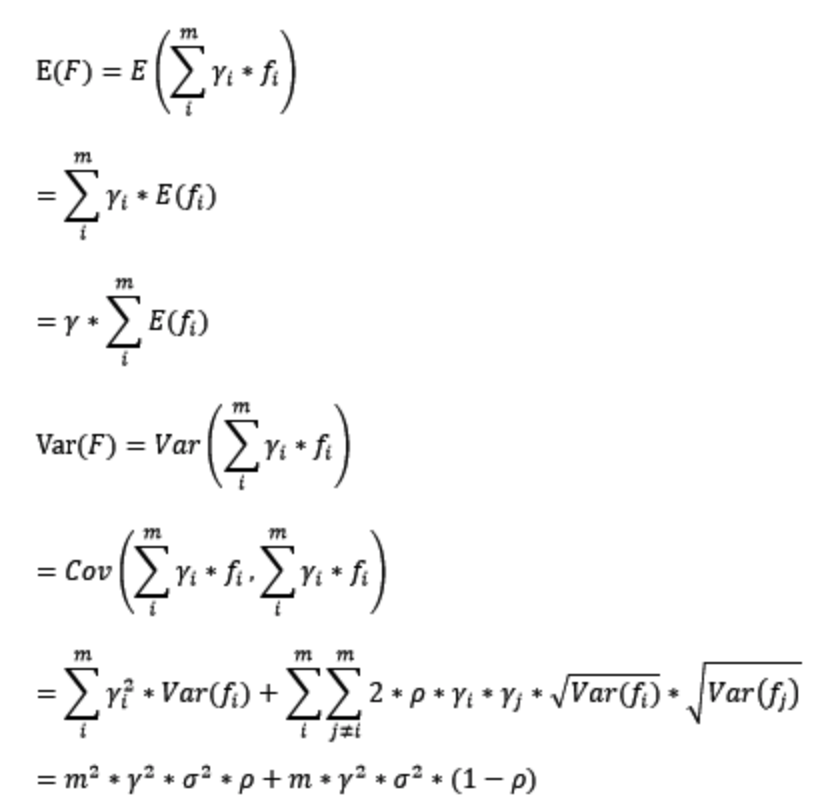 E(F) = E(∑_i^m γ_i * f_i)
= ∑_i^m γ_i * E(f_i)
= γ * ∑_i^m E(f_i)
Var(F) = Var(∑_i^m γ_i * f_i)
= Cov(∑_i^m γ_i * f_i , ∑_i^m γ_i * f_i)
= ∑_i^m γ_i^2 * Var(f_i) + ∑_i^m ∑_{j≠i}^m 2 * ρ * γ_i * γ_j * √Var(f_i) * √Var(f_j)
= m^2 * γ^2 * σ^2 * ρ + m * γ^2 * σ^2 * (1 − ρ)